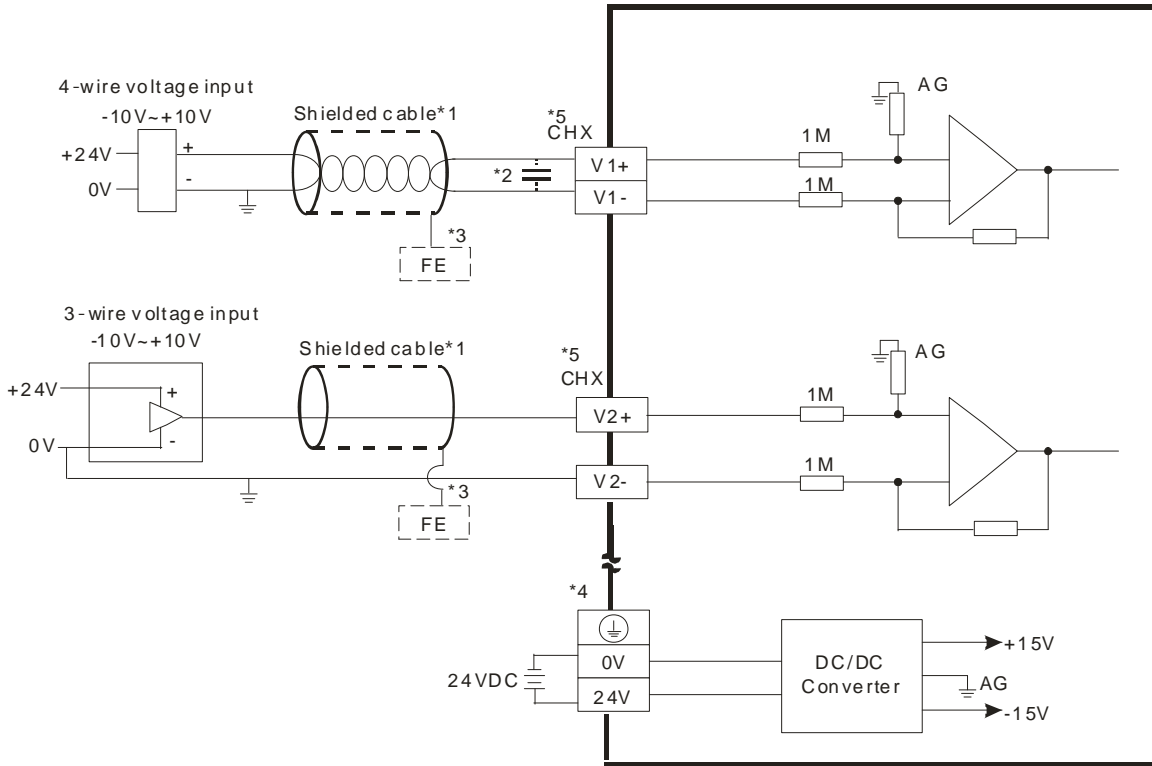 4-wire voltage input
-10V~+10V
+24V
0V
+
-
Shielded cable*1
*2
*3
FE
*5
CHX
V1+
V1-
1M
1M
AG
3-wire voltage input
-10V~+10V
+24V
0V
+
-
Shielded cable*1
*3
FE
*5
CHX
V2+
V2-
1M
1M
AG
*4
24VDC
0V
24V
DC/DC
Converter
+15V
AG
-15V